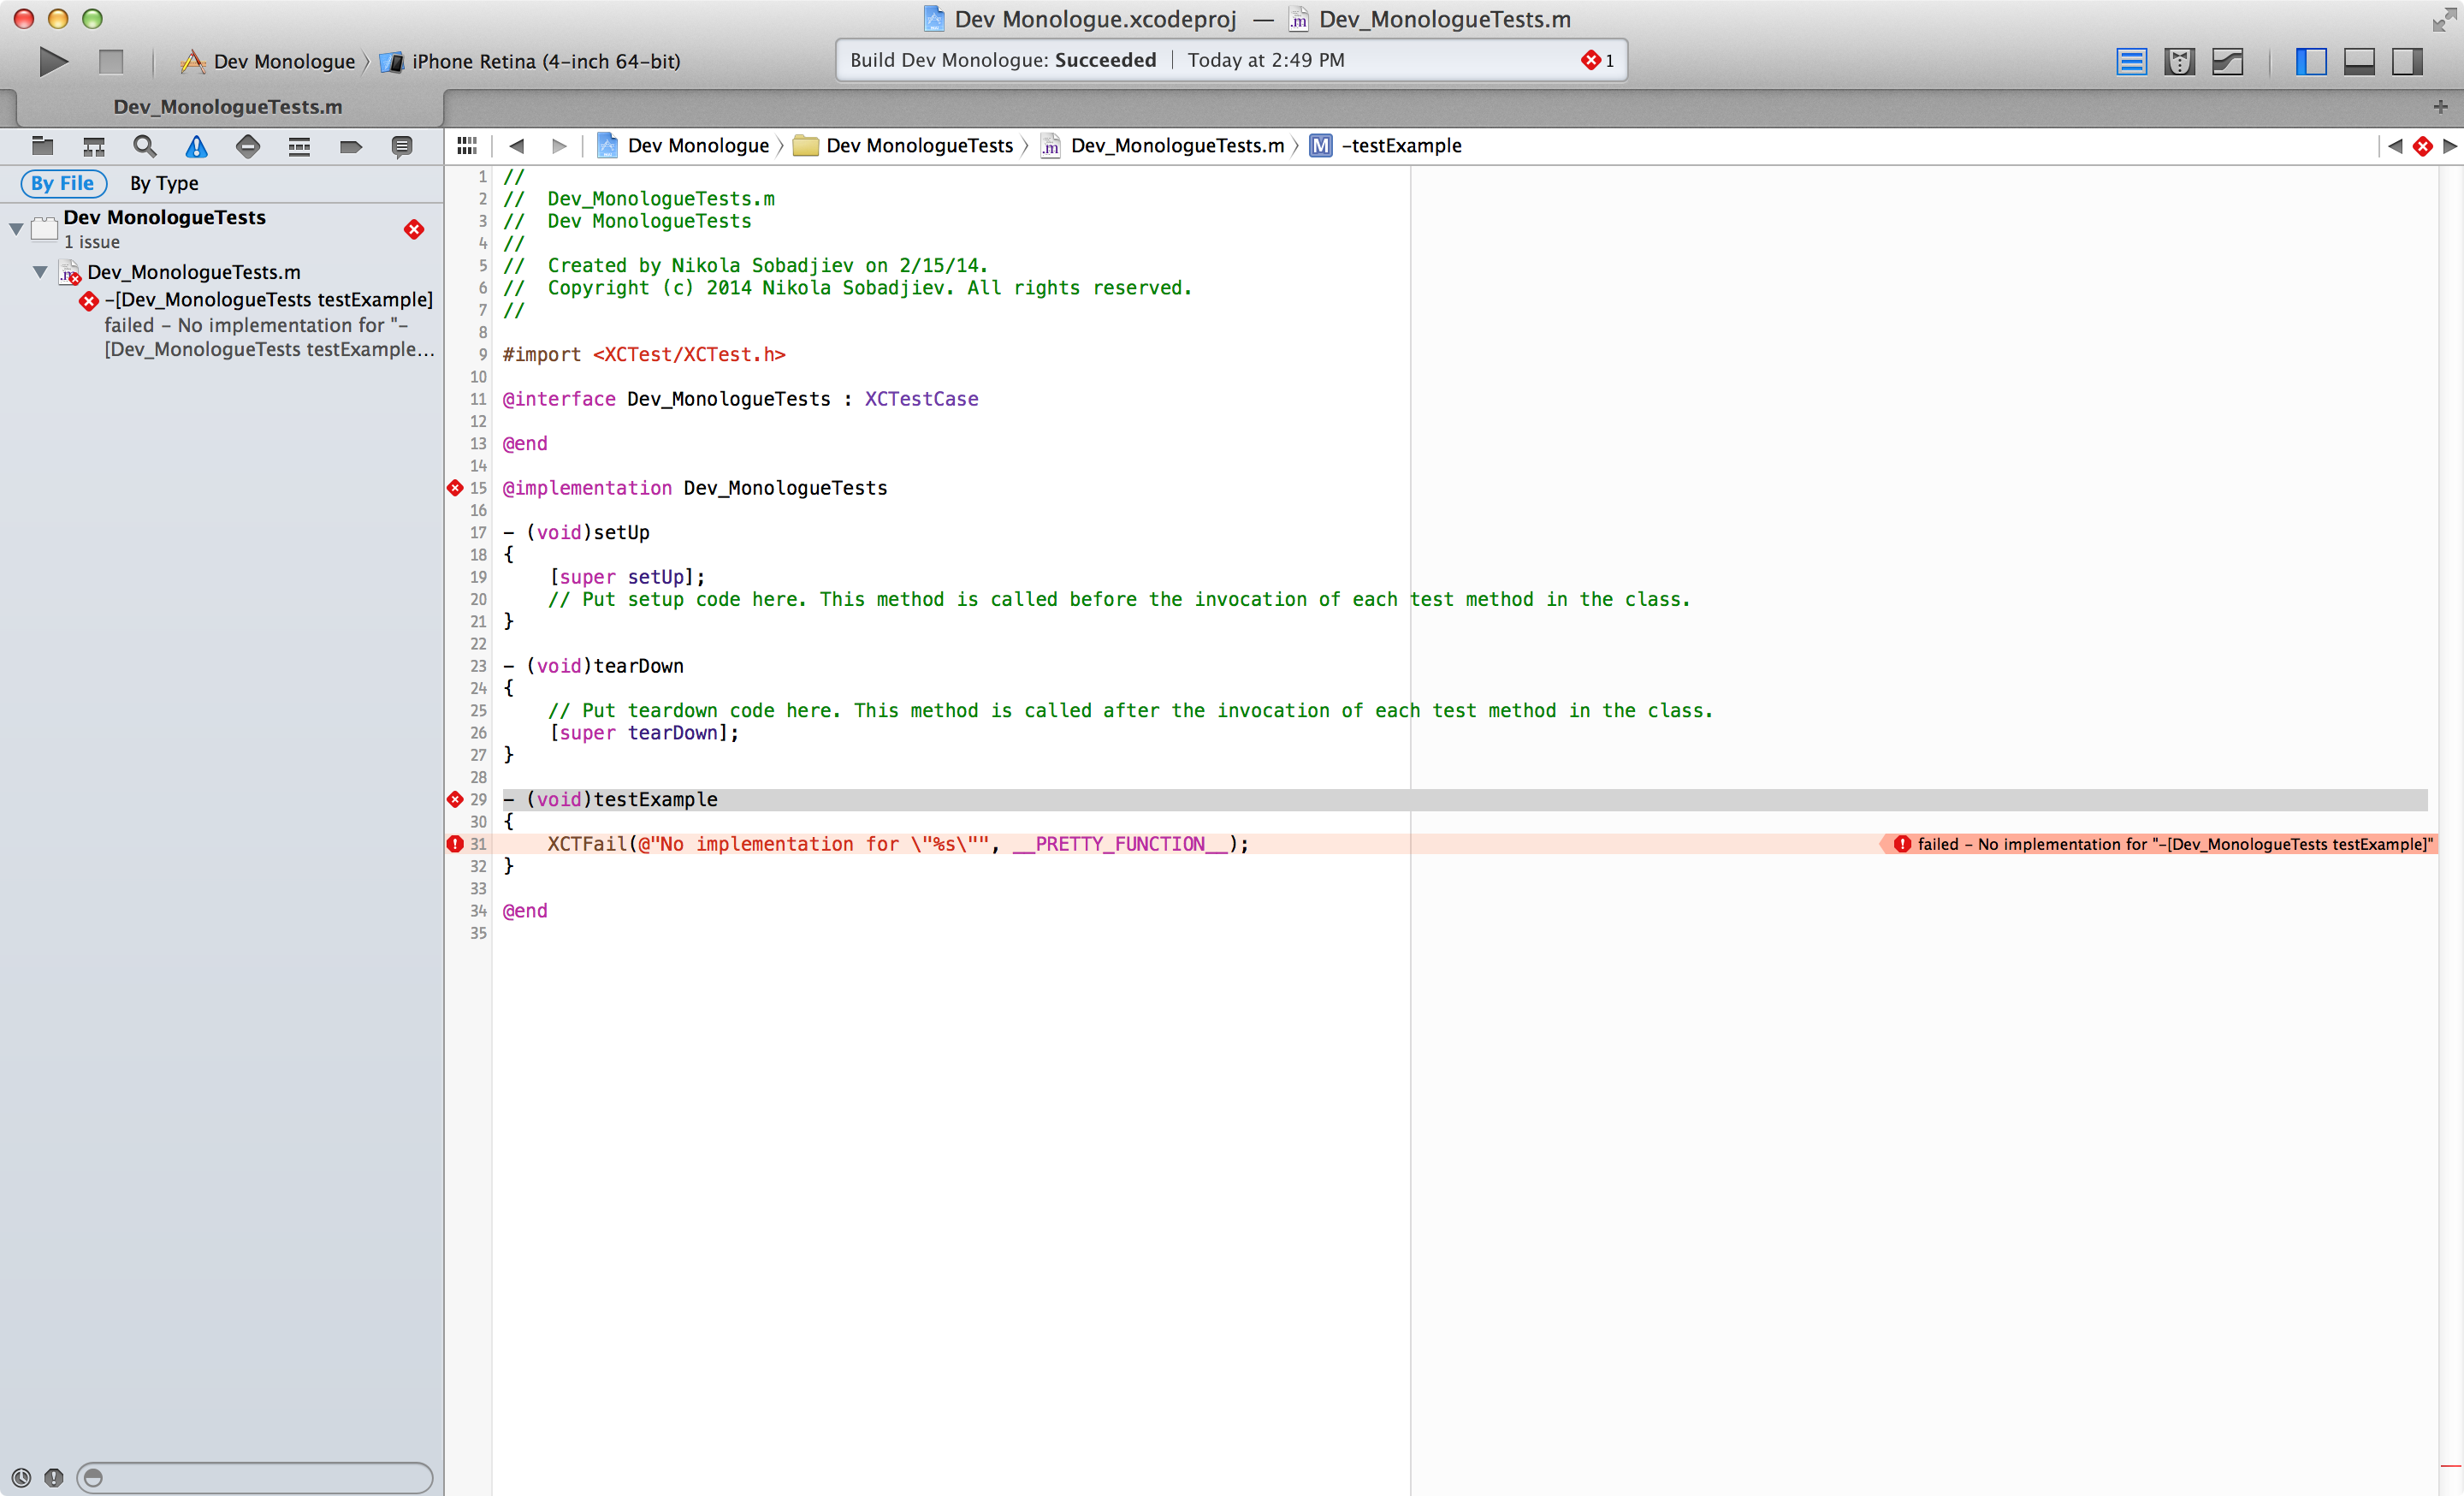 Dev Monologue.xcodeproj — Dev_MonologueTests.m
Dev Monologue iPhone Retina (4-inch 64-bit)
Build Dev Monologue: Succeeded | Today at 2:49 PM 1
Dev_MonologueTests.m
Dev Monologue Dev MonologueTests Dev_MonologueTests.m M -testExample
By File By Type
Dev MonologueTests
1 issue
Dev_MonologueTests.m
-[Dev_MonologueTests testExample]
failed - No implementation for "-
[Dev_MonologueTests testExample...
1 //
2 //  Dev_MonologueTests.m
3 //  Dev MonologueTests
4 //
5 //  Created by Nikola Sobadjiev on 2/15/14.
6 //  Copyright (c) 2014 Nikola Sobadjiev. All rights reserved.
7 //
8
9 #import <XCTest/XCTest.h>
10
11 @interface Dev_MonologueTests : XCTestCase
12
13 @end
14
15 @implementation Dev_MonologueTests
16
17 - (void)setUp
18 {
19     [super setUp];
20     // Put setup code here. This method is called before the invocation of each test method in the class.
21 }
22
23 - (void)tearDown
24 {
25     // Put teardown code here. This method is called after the invocation of each test method in the class.
26     [super tearDown];
27 }
28
29 - (void)testExample
30 {
31     XCTFail(@"No implementation for \"%s\"", __PRETTY_FUNCTION__); failed - No implementation for "-[Dev_MonologueTests testExample]"
32 }
33
34 @end
35